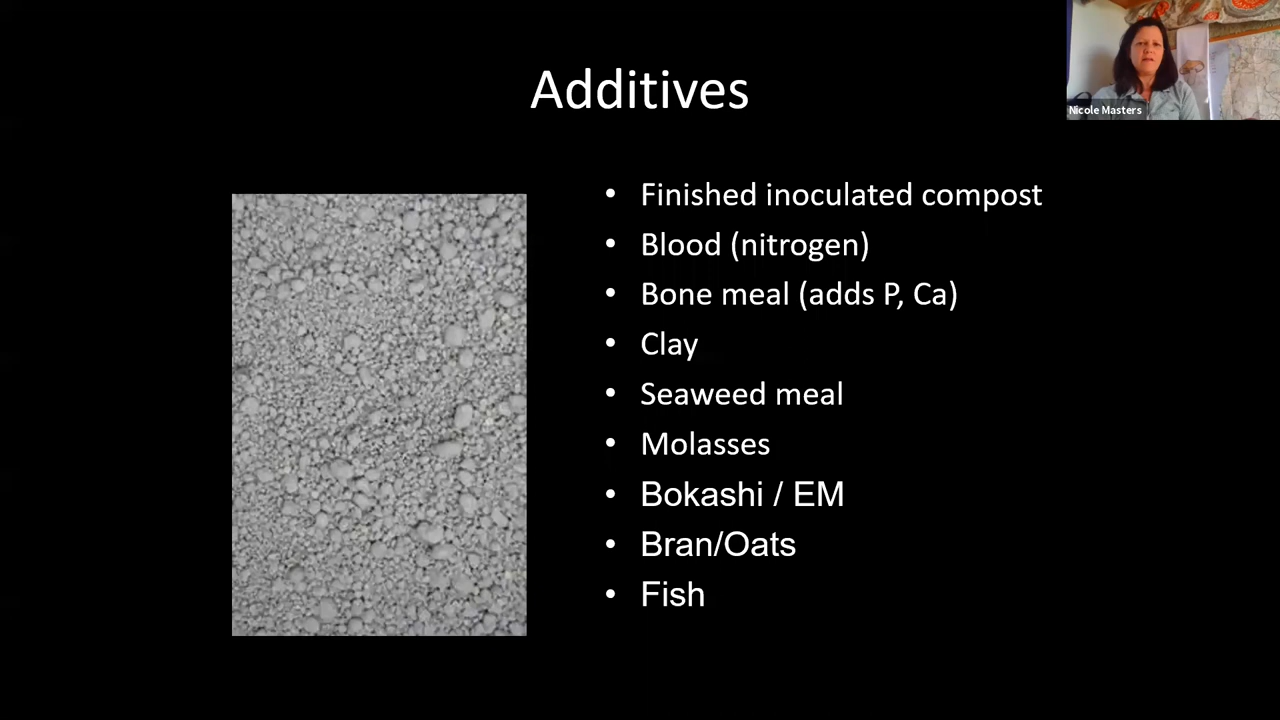 Additives
Nicole Masters
• Finished inoculated compost
• Blood (nitrogen)
• Bone meal (adds P, Ca)
• Clay
• Seaweed meal
• Molasses
• Bokashi / EM
• Bran/Oats
• Fish